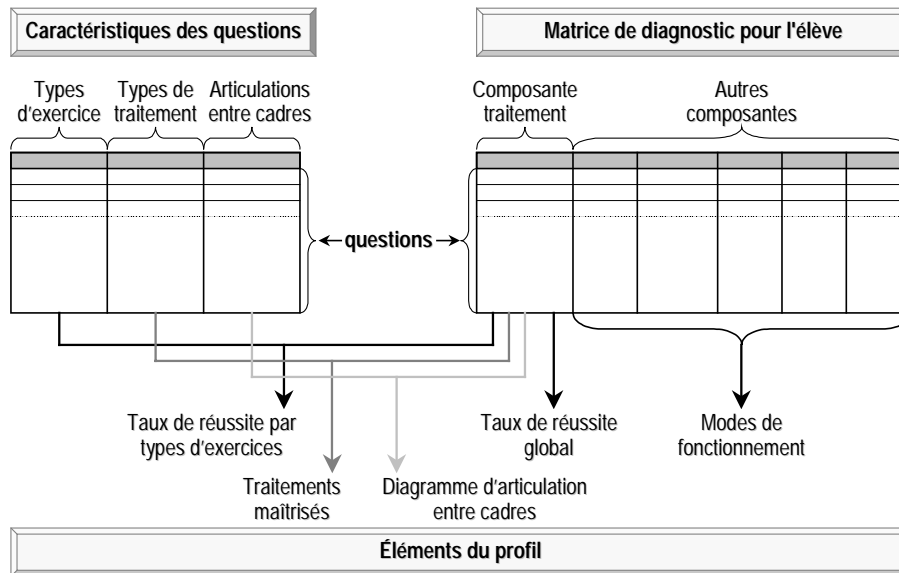 Caractéristiques des questions
Matrice de diagnostic pour l'élève
Types
d'exercice
Types de
traitement
Articulations
entre cadres
Composante
traitement
Autres
composantes
questions
Taux de réussite par
types d'exercices
Taux de réussite
global
Modes de
fonctionnement
Traitements
maîtrisés
Diagramme d'articulation
entre cadres
Éléments du profil